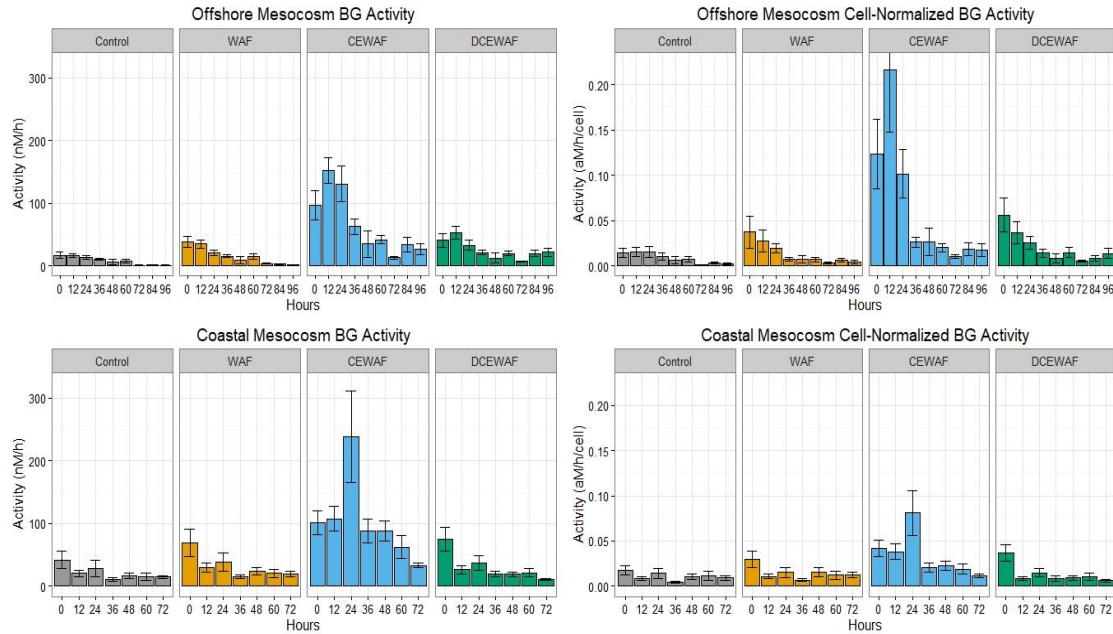 Offshore Mesocosm BG Activity
Control WAF CEWAF DCEWAF
300
200
100
0
Activity (nM/h)
0 12 24 36 48 60 72 84 96 0 12 24 36 48 60 72 84 96 0 12 24 36 48 60 72 84 96 0 12 24 36 48 60 72 84 96
Hours
Offshore Mesocosm Cell-Normalized BG Activity
Control WAF CEWAF DCEWAF
0.20
0.15
0.10
0.05
0.00
Activity (aM/h/cell)
0 12 24 36 48 60 72 84 96 0 12 24 36 48 60 72 84 96 0 12 24 36 48 60 72 84 96 0 12 24 36 48 60 72 84 96
Hours
Coastal Mesocosm BG Activity
Control WAF CEWAF DCEWAF
300
200
100
0
Activity (nM/h)
0 12 24 36 48 60 72 0 12 24 36 48 60 72 0 12 24 36 48 60 72 0 12 24 36 48 60 72
Hours
Coastal Mesocosm Cell-Normalized BG Activity
Control WAF CEWAF DCEWAF
0.20
0.15
0.10
0.05
0.00
Activity (aM/h/cell)
0 12 24 36 48 60 72 0 12 24 36 48 60 72 0 12 24 36 48 60 72 0 12 24 36 48 60 72
Hours